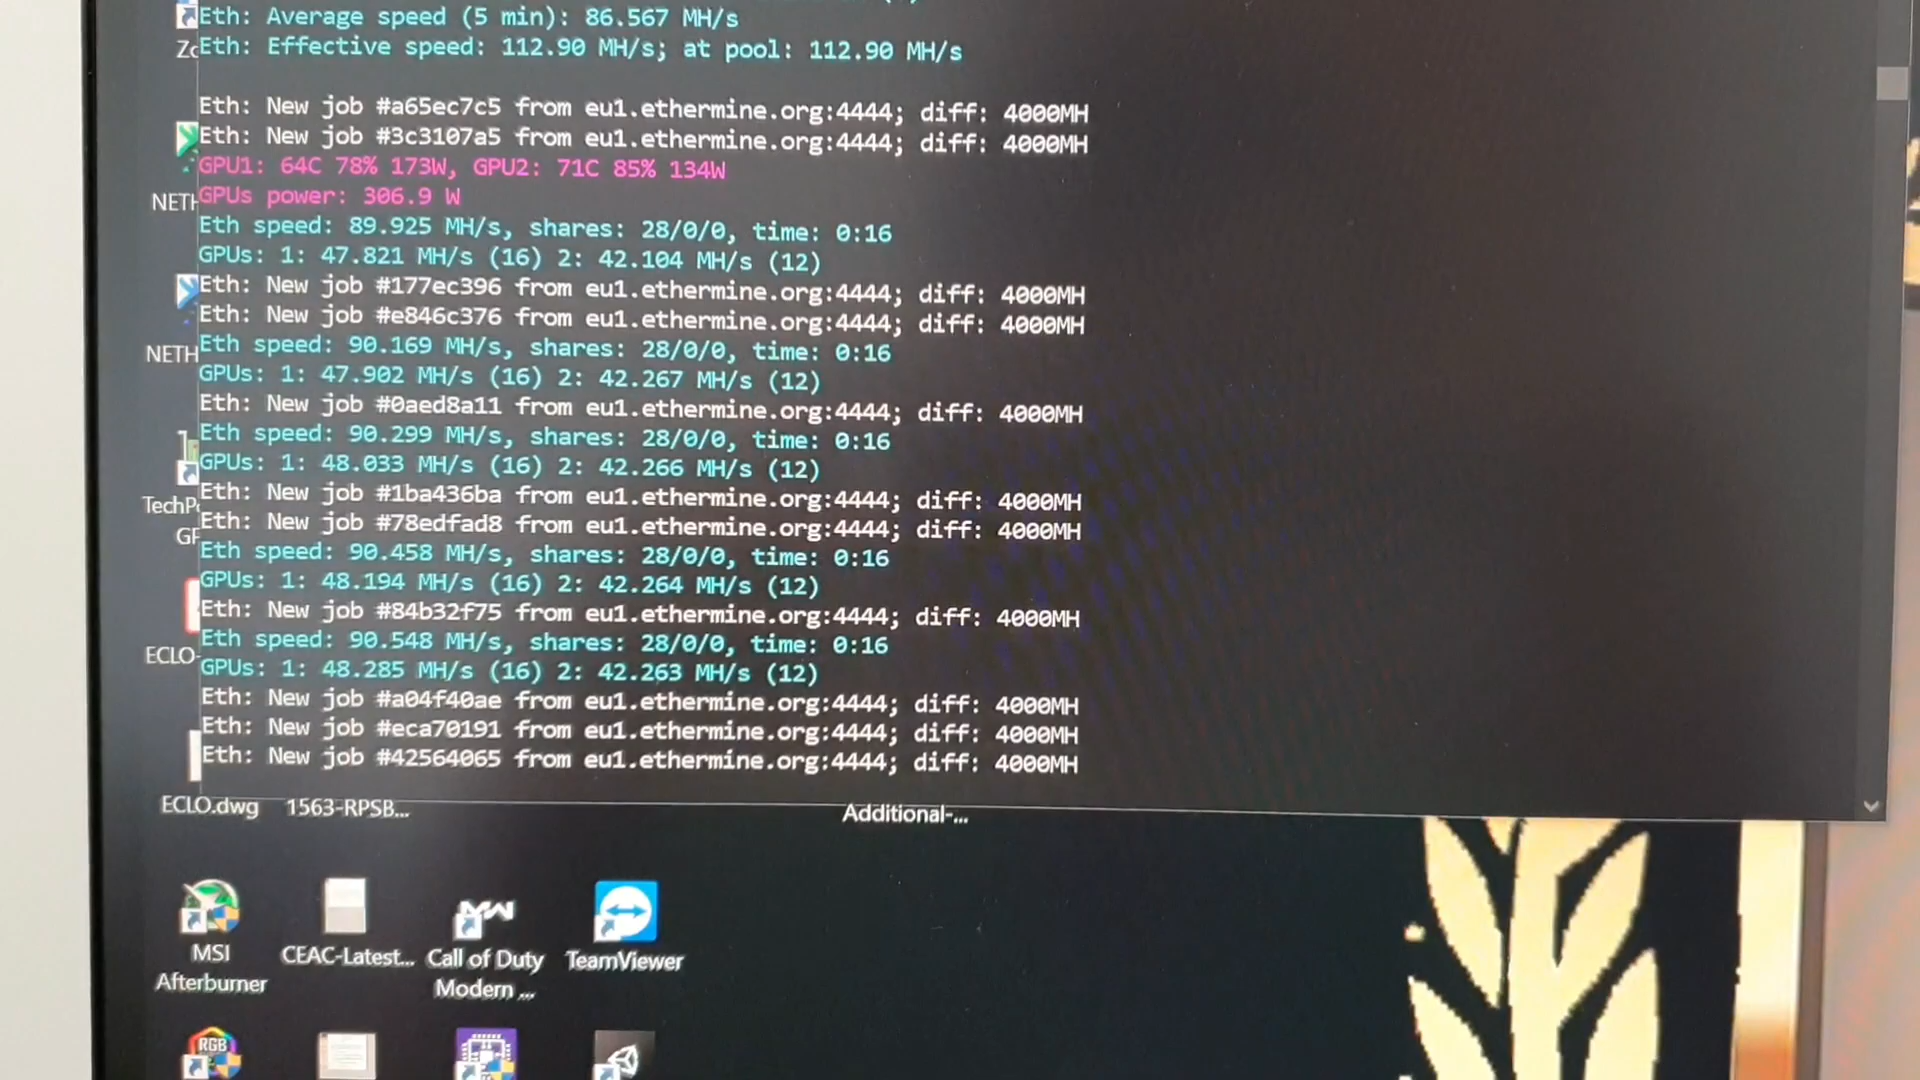 Eth: Average speed (5 min): 86.567 MH/s
Eth: Effective speed: 112.90 MH/s; at pool: 112.90 MH/s
Eth: New job #a65ec7c5 from eu1.ethermine.org:4444; diff: 4000MH
Eth: New job #3c3107a5 from eu1.ethermine.org:4444; diff: 4000MH
GPU1: 64C 78% 173W, GPU2: 71C 85% 134W
GPUs power: 306.9 W
Eth speed: 89.925 MH/s, shares: 28/0/0, time: 0:16
GPUs: 1: 47.821 MH/s (16) 2: 42.104 MH/s (12)
Eth: New job #177ec396 from eu1.ethermine.org:4444; diff: 4000MH
Eth: New job #e846c376 from eu1.ethermine.org:4444; diff: 4000MH
Eth speed: 90.169 MH/s, shares: 28/0/0, time: 0:16
GPUs: 1: 47.902 MH/s (16) 2: 42.267 MH/s (12)
Eth: New job #0aed8a11 from eu1.ethermine.org:4444; diff: 4000MH
Eth speed: 90.299 MH/s, shares: 28/0/0, time: 0:16
GPUs: 1: 48.033 MH/s (16) 2: 42.266 MH/s (12)
Eth: New job #1ba436ba from eu1.ethermine.org:4444; diff: 4000MH
Eth: New job #78edfad8 from eu1.ethermine.org:4444; diff: 4000MH
Eth speed: 90.458 MH/s, shares: 28/0/0, time: 0:16
GPUs: 1: 48.194 MH/s (16) 2: 42.264 MH/s (12)
Eth: New job #84b32f75 from eu1.ethermine.org:4444; diff: 4000MH
Eth speed: 90.548 MH/s, shares: 28/0/0, time: 0:16
GPUs: 1: 48.285 MH/s (16) 2: 42.263 MH/s (12)
Eth: New job #a04f40ae from eu1.ethermine.org:4444; diff: 4000MH
Eth: New job #eca70191 from eu1.ethermine.org:4444; diff: 4000MH
Eth: New job #42564065 from eu1.ethermine.org:4444; diff: 4000MH
Zo
NETH
NETH
TechPo
GP
ECLO-
ECLO.dwg
1563-RPSB...
Additional-...
MSI
Afterburner
CEAC-Latest...
Call of Duty
Modern ...
TeamViewer
MW
RGB